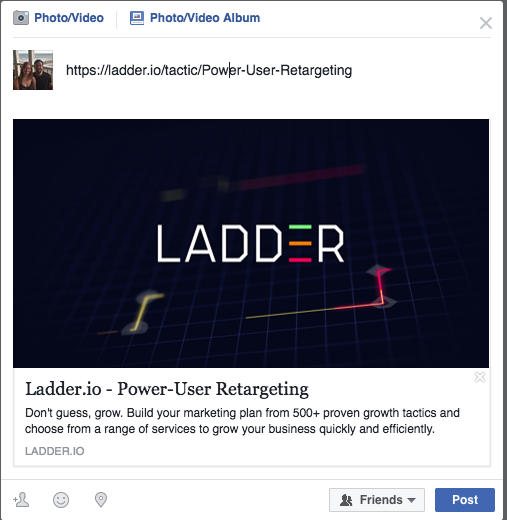 Photo/Video
Photo/Video Album
https://ladder.io/tactic/Power-User-Retargeting
LADDER
Ladder.io - Power-User Retargeting
Don't guess, grow. Build your marketing plan from 500+ proven growth tactics and
choose from a range of services to grow your business quickly and efficiently.
LADDER.IO
Friends
Post